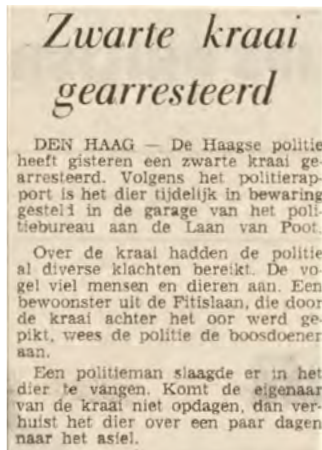 Zwarte kraai
gearresteerd
DEN HAAG — De Haagse politie
heeft gisteren een zwarte kraai ge-
arresteerd. Volgens het politierap-
port is het dier tijdelijk in bewaring
gesteld in de garage van het poli-
tiebureau aan de Laan van Poot.
Over de kraai hadden de politie
al diverse klachten bereikt. De vo-
gel viel mensen en dieren aan. Een
bewoonster uit de Fitislaan, die door
de kraai achter het oor werd ge-
pikt, wees de politie de boosdoener
aan.
Een politieman slaagde er in het
dier te vangen. Komt de eigenaar
van de kraai niet opdagen, dan ver-
huist het dier over een paar dagen
naar het asiel.